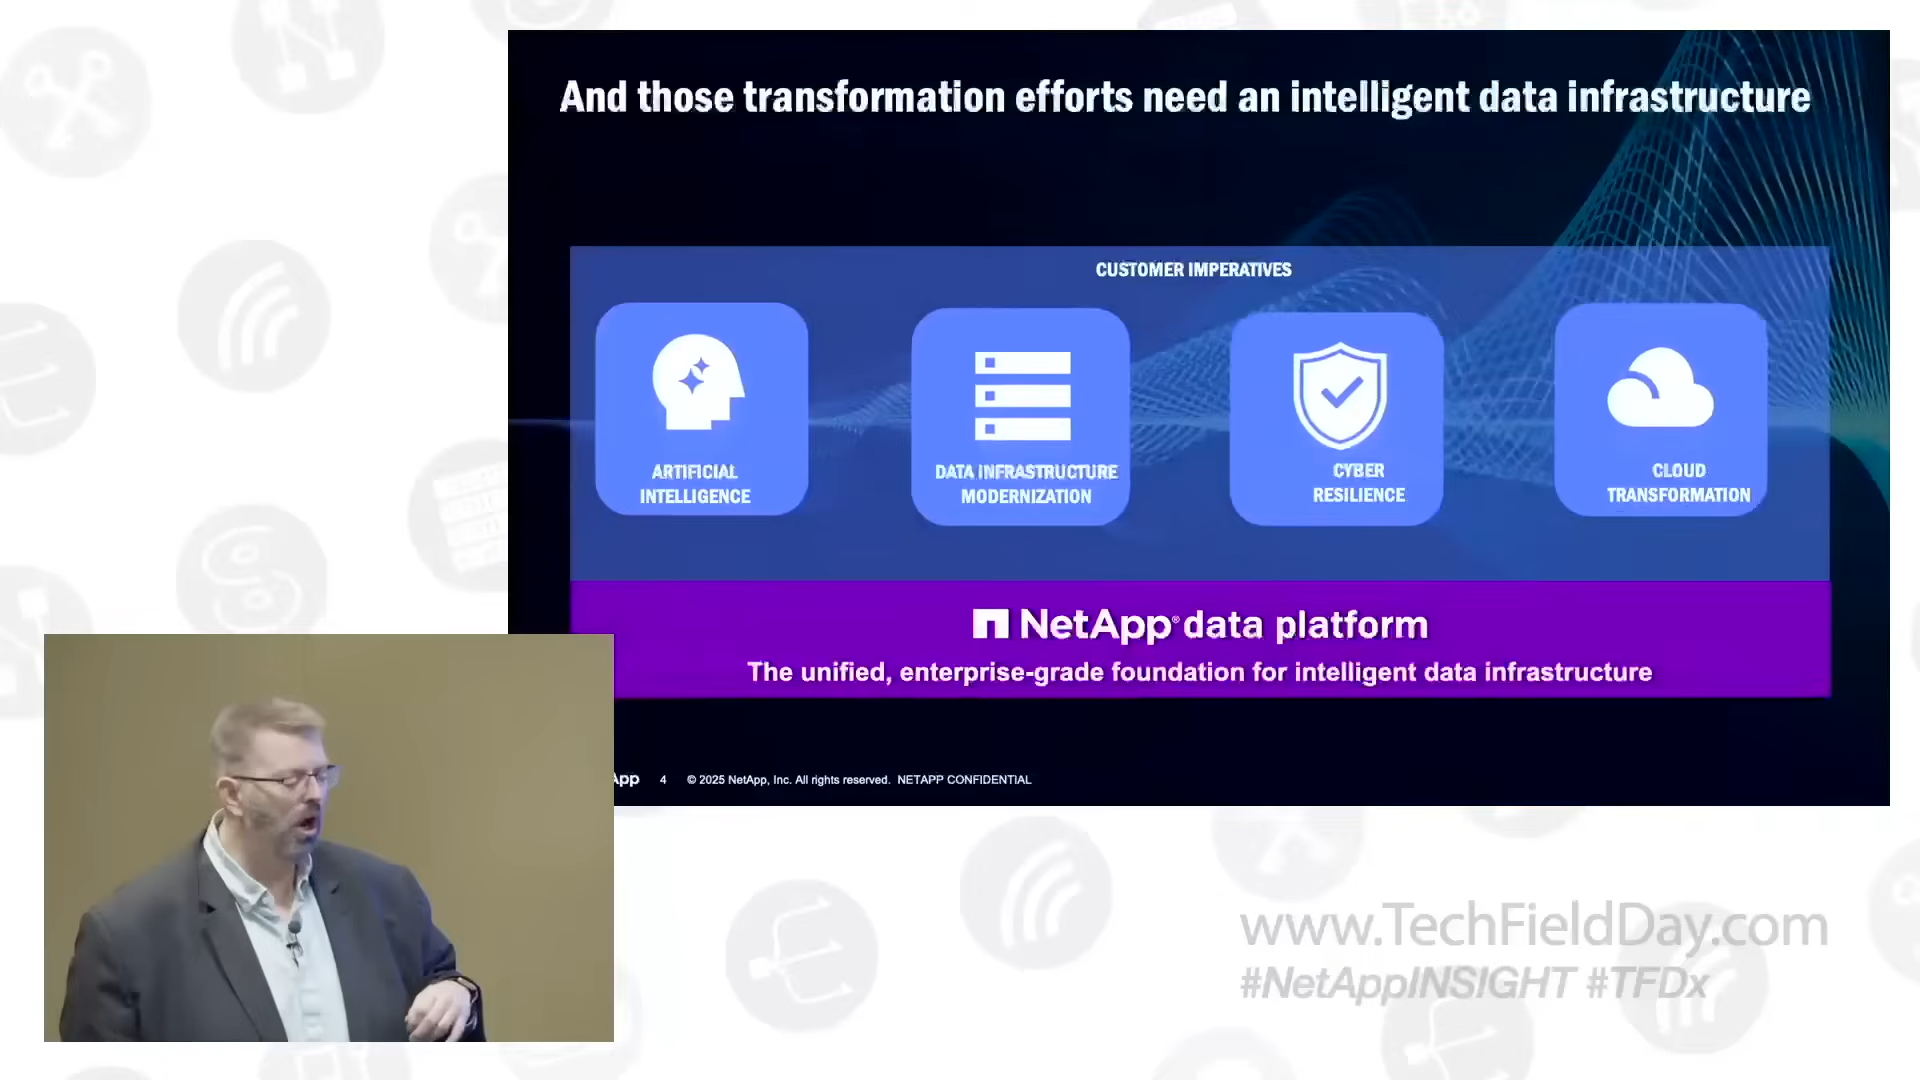 And those transformation efforts need an intelligent data infrastructure
CUSTOMER IMPERATIVES
ARTIFICIAL
INTELLIGENCE
DATA INFRASTRUCTURE
MODERNIZATION
CYBER
RESILIENCE
CLOUD
TRANSFORMATION
NetApp® data platform
The unified, enterprise-grade foundation for intelligent data infrastructure
App 4 © 2025 NetApp, Inc. All rights reserved. NETAPP CONFIDENTIAL
www.TechFieldDay.com
#NetAppINSIGHT #TFDx